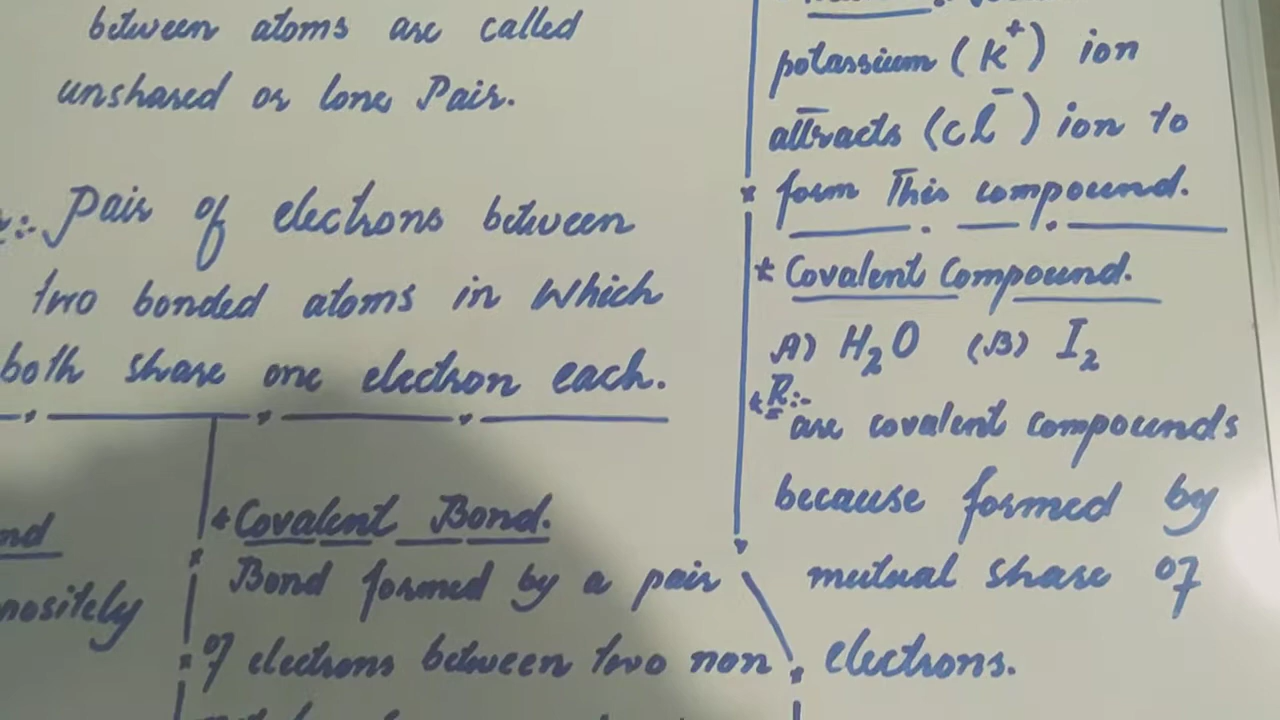 between atoms are called
unshared or lone Pair.
:- Pair of electrons between
two bonded atoms in Which
both share one electron each.
* Covalent Bond.
Bond formed by a pair
of electrons between two non
potassium (K+) ion
attracts (Cl-) ion to
form This compound.
* Covalent Compound.
A) H2O (B) I2
* R:-
are covalent compounds
because formed by
mutual share of
electrons.